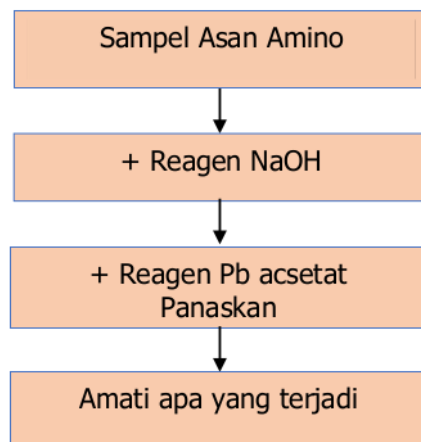 Sampel Asan Amino
+ Reagen NaOH
+ Reagen Pb acsetat
Panaskan
Amati apa yang terjadi